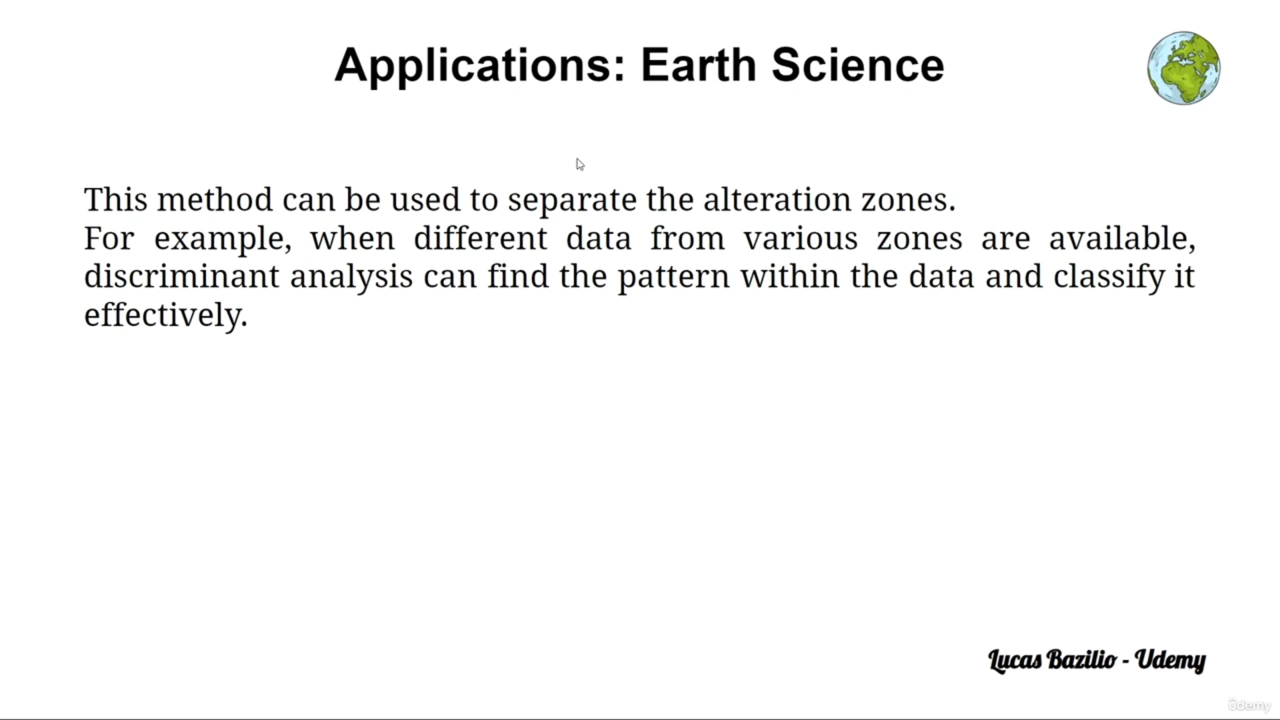 Applications: Earth Science
This method can be used to separate the alteration zones.
For example, when different data from various zones are available,
discriminant analysis can find the pattern within the data and classify it
effectively.
Lucas Bazilio - Udemy
ûdemy